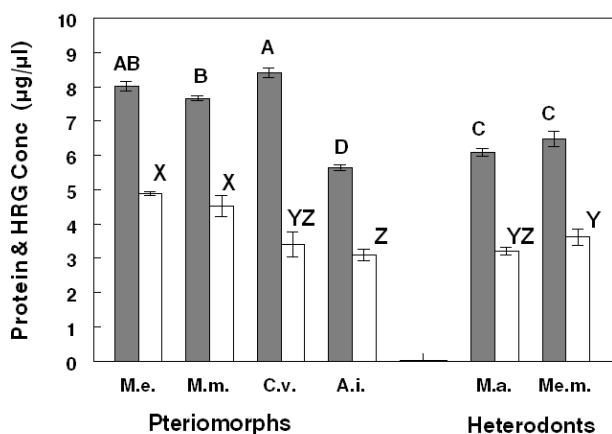 Protein & HRG Conc (µg/µl)
10
9
8
7
6
5
4
3
2
1
0
AB
X
B
X
A
YZ
D
Z
C
YZ
C
Y
M.e.
M.m.
C.v.
A.i.
M.a.
Me.m.
Pteriomorphs
Heterodonts